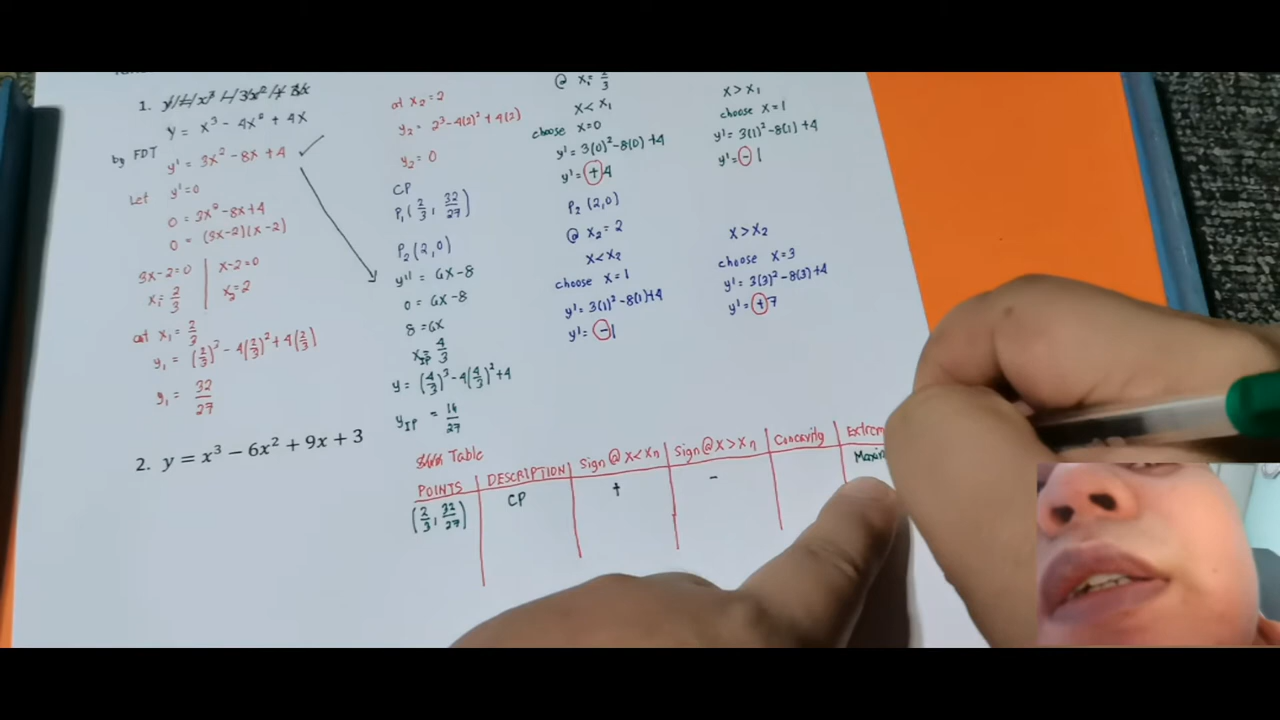 1.
y = x³ - 4x² + 4x
by FDT y' = 3x² - 8x + 4
Let y' = 0
0 = 3x² - 8x + 4
0 = (3x-2)(x-2)
3x-2=0 | x-2=0
x₁ = 2/3 | x₂ = 2
at x₁ = 2/3
y₁ = (2/3)³ - 4(2/3)² + 4(2/3)
y₁ = 32/27
2. y = x³ − 6x² + 9x + 3
at x₂ = 2
y₂ = 2³ - 4(2)² + 4(2)
y₂ = 0
CP
P₁ (2/3, 32/27)
P₂ (2,0)
y'' = 6x - 8
0 = 6x - 8
8 = 6x
x_IP = 4/3
y = (4/3)³ - 4(4/3)² + 4
y_IP = 16/27
@ x₁ = 2/3
x < x₁
choose x=0
y' = 3(0)² - 8(0) + 4
y' = + 4
P₂ (2,0)
@ x₂ = 2
x < x₂
choose x = 1
y' = 3(1)² - 8(1) + 4
y' = - 1
x > x₁
choose x = 1
y' = 3(1)² - 8(1) + 4
y' = - 1
x > x₂
choose x = 3
y' = 3(3)² - 8(3) + 4
y' = + 7
Table
POINTS | DESCRIPTION | Sign @ x < xₙ | Sign @ x > xₙ | Concavity | Extrem
(2/3, 32/27) | CP | + | - | Maxim